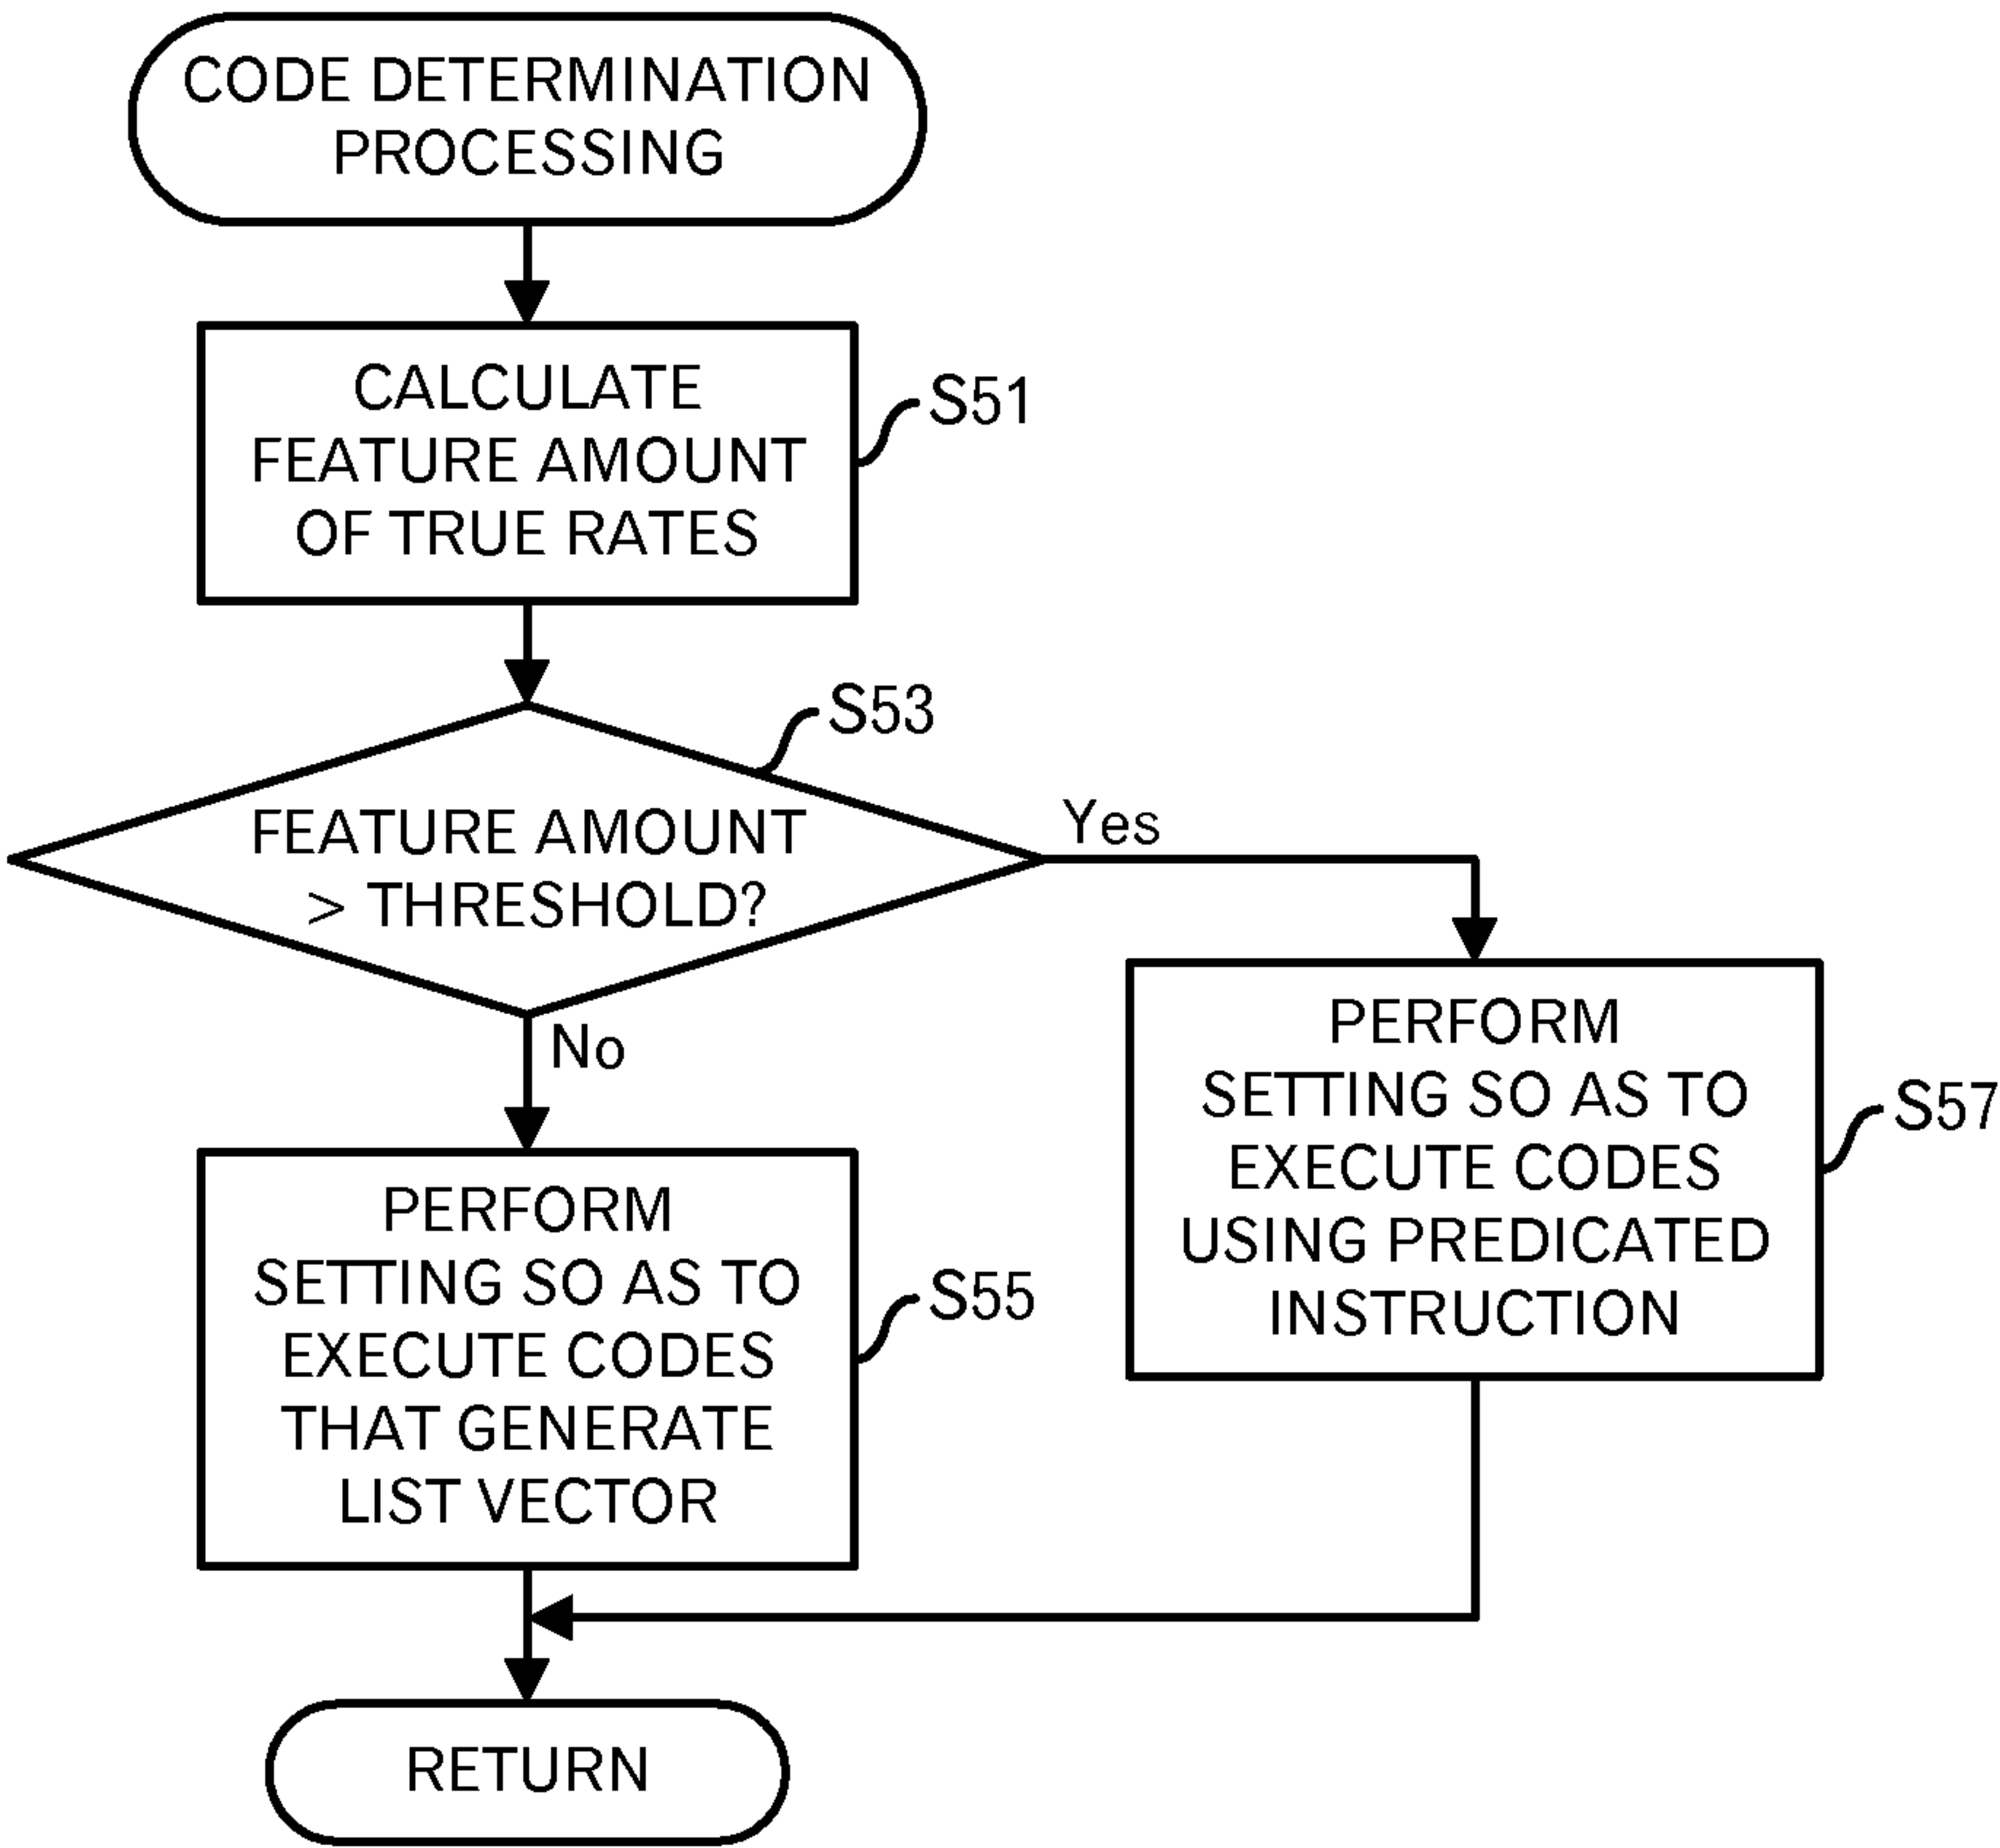 CODE DETERMINATION
PROCESSING
CALCULATE
FEATURE AMOUNT
OF TRUE RATES
S51
S53
FEATURE AMOUNT
> THRESHOLD?
Yes
No
PERFORM
SETTING SO AS TO
EXECUTE CODES
USING PREDICATED
INSTRUCTION
S57
PERFORM
SETTING SO AS TO
EXECUTE CODES
THAT GENERATE
LIST VECTOR
S55
RETURN